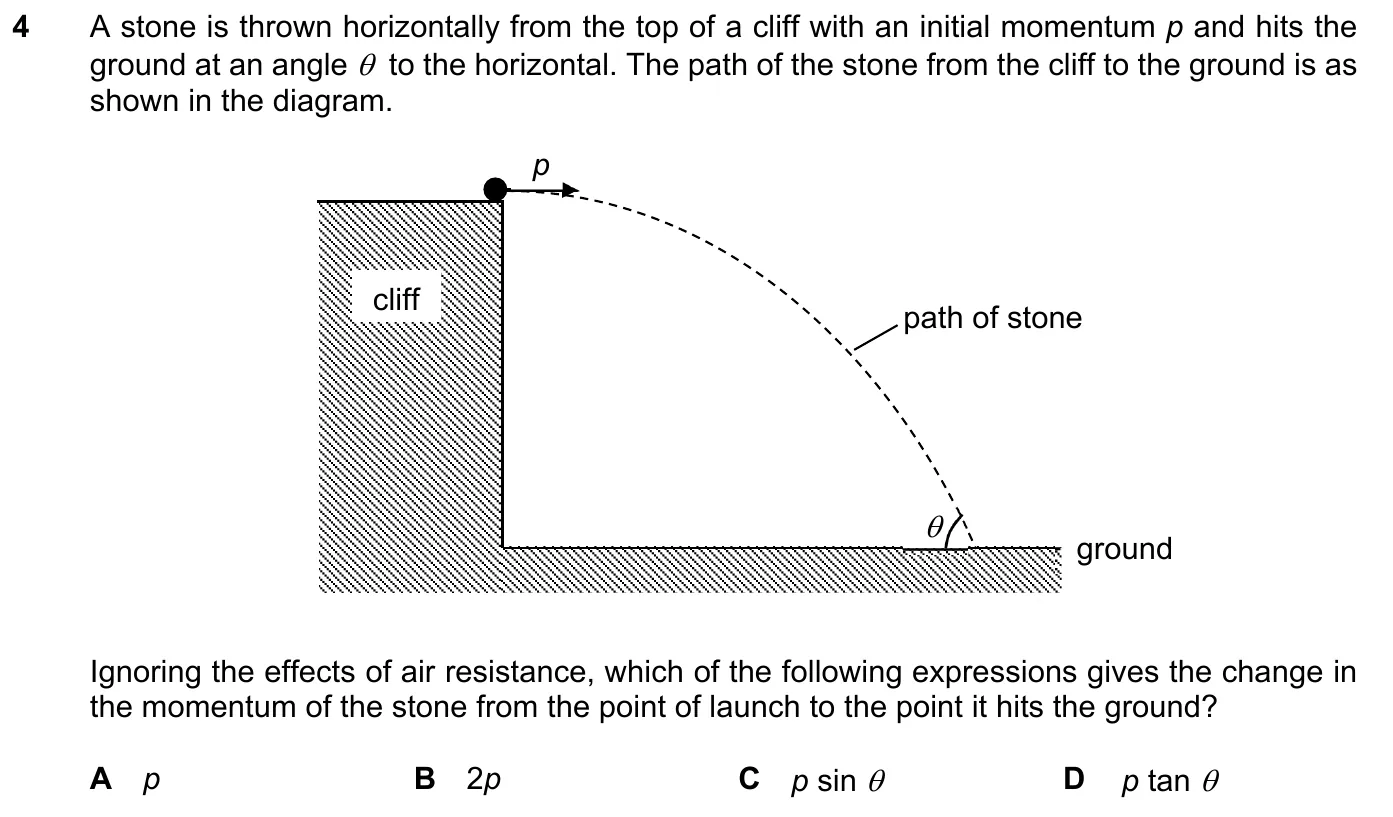 4 A stone is thrown horizontally from the top of a cliff with an initial momentum p and hits the
ground at an angle θ to the horizontal. The path of the stone from the cliff to the ground is as
shown in the diagram.
p
cliff
path of stone
θ
ground
Ignoring the effects of air resistance, which of the following expressions gives the change in
the momentum of the stone from the point of launch to the point it hits the ground?
A p B 2p C p sin θ D p tan θ